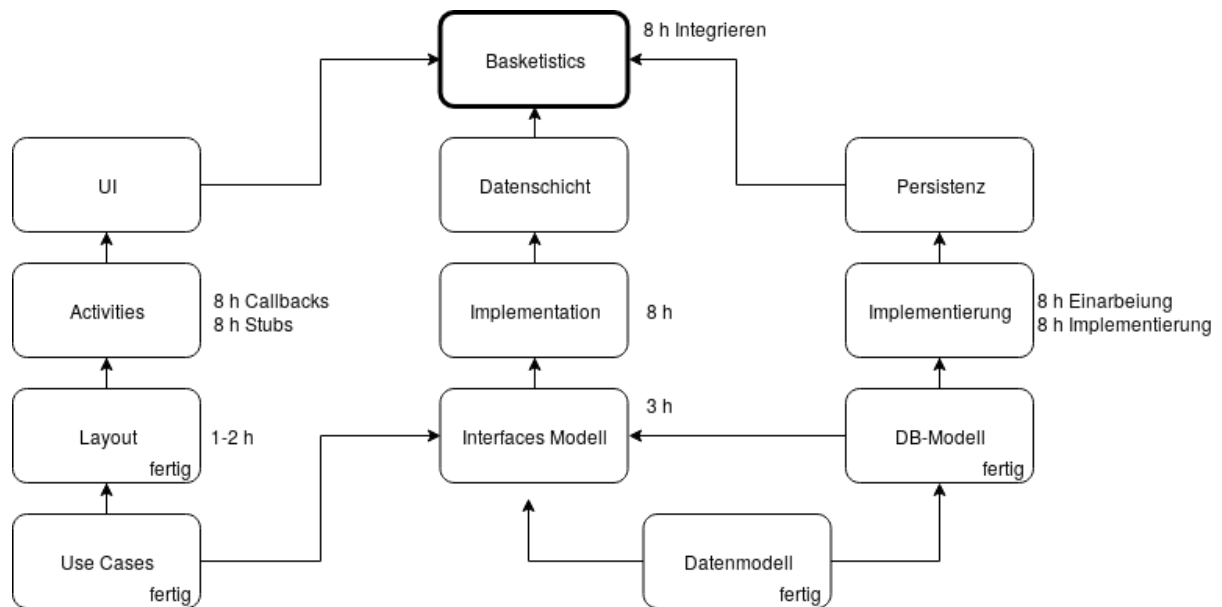 8 h Integrieren
Basketistics
UI
Datenschicht
Persistenz
Activities
8 h Callbacks
8 h Stubs
Implementation
8 h
Implementierung
8 h Einarbeiung
8 h Implementierung
Layout
fertig
1-2 h
Interfaces Modell
3 h
DB-Modell
fertig
Use Cases
fertig
Datenmodell
fertig